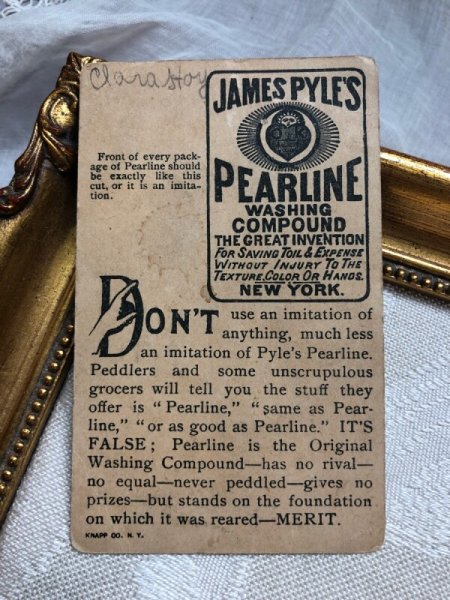 Clara Hoy
JAMES PYLE'S
PEARLINE
WASHING
COMPOUND
THE GREAT INVENTION
FOR SAVING TOIL & EXPENSE
WITHOUT INJURY TO THE
TEXTURE, COLOR OR HANDS.
NEW YORK.
Front of every pack-
age of Pearline should
be exactly like this
cut, or it is an imita-
tion.
DON'T use an imitation of
anything, much less
an imitation of Pyle's Pearline.
Peddlers and some unscrupulous
grocers will tell you the stuff they
offer is "Pearline," "same as Pear-
line," "or as good as Pearline." IT'S
FALSE; Pearline is the Original
Washing Compound—has no rival—
no equal—never peddled—gives no
prizes—but stands on the foundation
on which it was reared—MERIT.
KNAPP CO. N. Y.